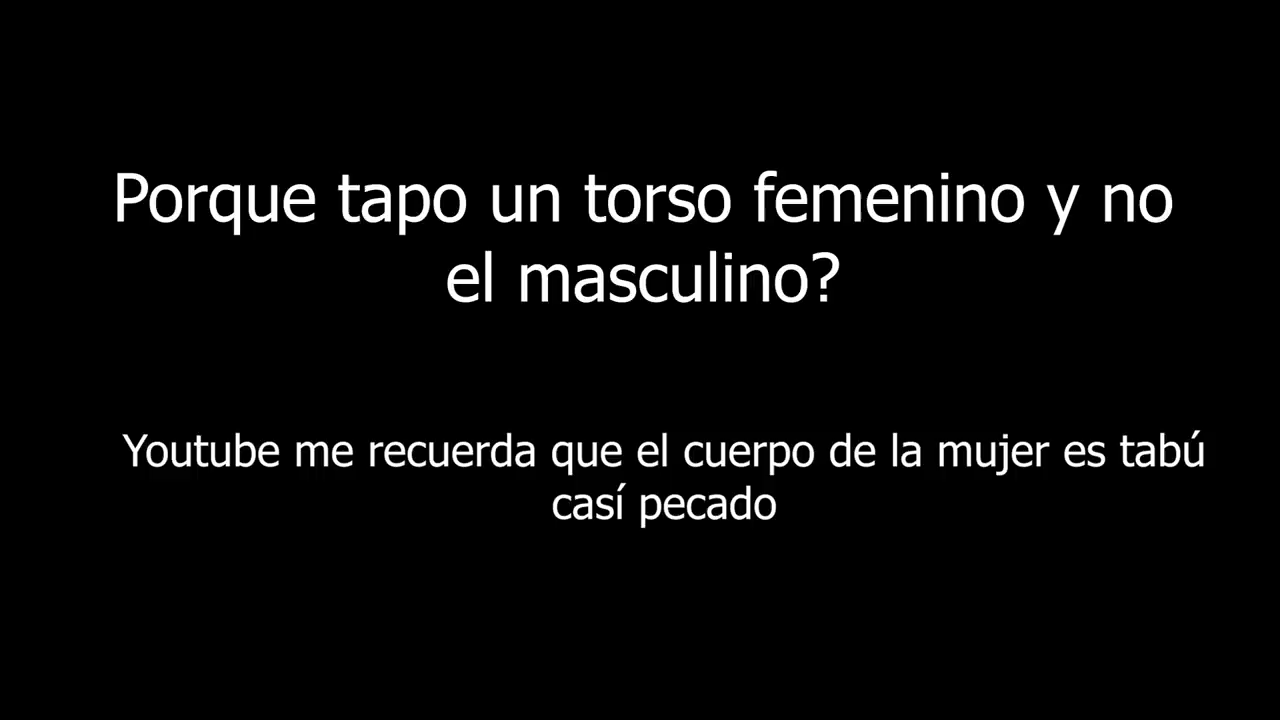 Porque tapo un torso femenino y no
el masculino?
Youtube me recuerda que el cuerpo de la mujer es tabú
casí pecado